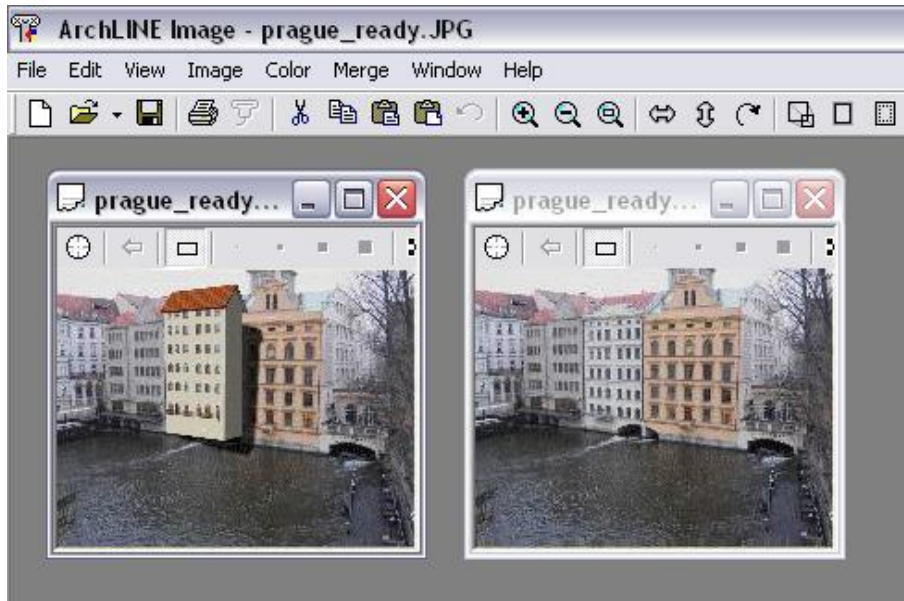 ArchLINE Image - prague_ready.JPG
File Edit View Image Color Merge Window Help
prague_ready...
prague_ready...